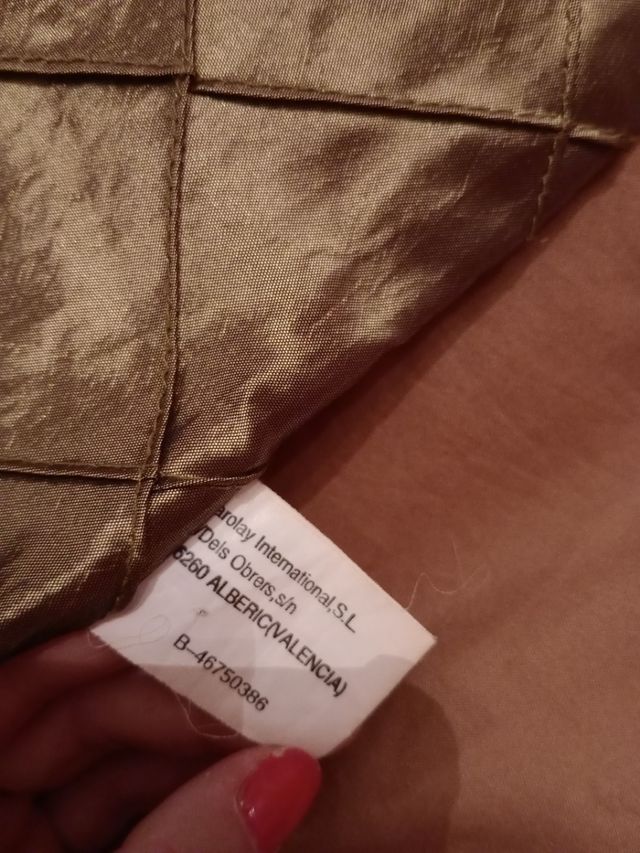 arolay International,S.L.
/Dels Obrers,s/n
6260 ALBERIC(VALENCIA)
B-46750386